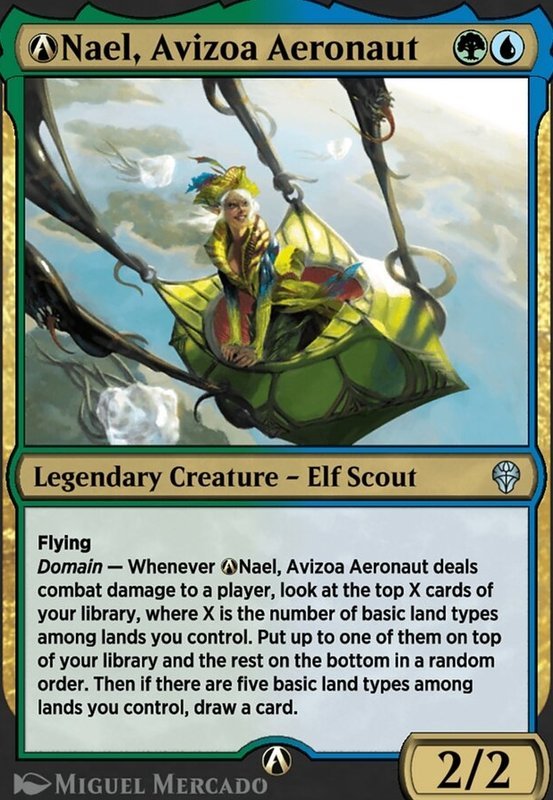 Nael, Avizoa Aeronaut
Legendary Creature – Elf Scout
Flying
Domain — Whenever Nael, Avizoa Aeronaut deals
combat damage to a player, look at the top X cards of
your library, where X is the number of basic land types
among lands you control. Put up to one of them on top
of your library and the rest on the bottom in a random
order. Then if there are five basic land types among
lands you control, draw a card.
2/2
Miguel Mercado